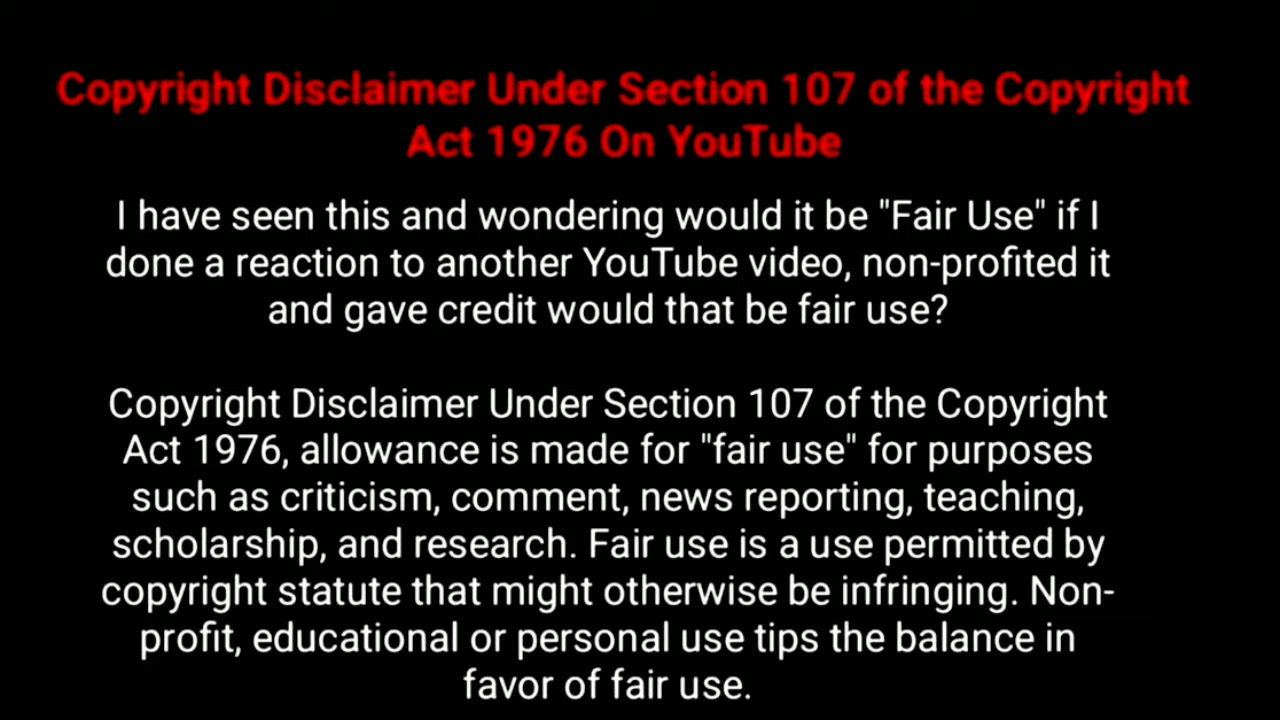 Copyright Disclaimer Under Section 107 of the Copyright
Act 1976 On YouTube
I have seen this and wondering would it be "Fair Use" if I
done a reaction to another YouTube video, non-profited it
and gave credit would that be fair use?
Copyright Disclaimer Under Section 107 of the Copyright
Act 1976, allowance is made for "fair use" for purposes
such as criticism, comment, news reporting, teaching,
scholarship, and research. Fair use is a use permitted by
copyright statute that might otherwise be infringing. Non-
profit, educational or personal use tips the balance in
favor of fair use.